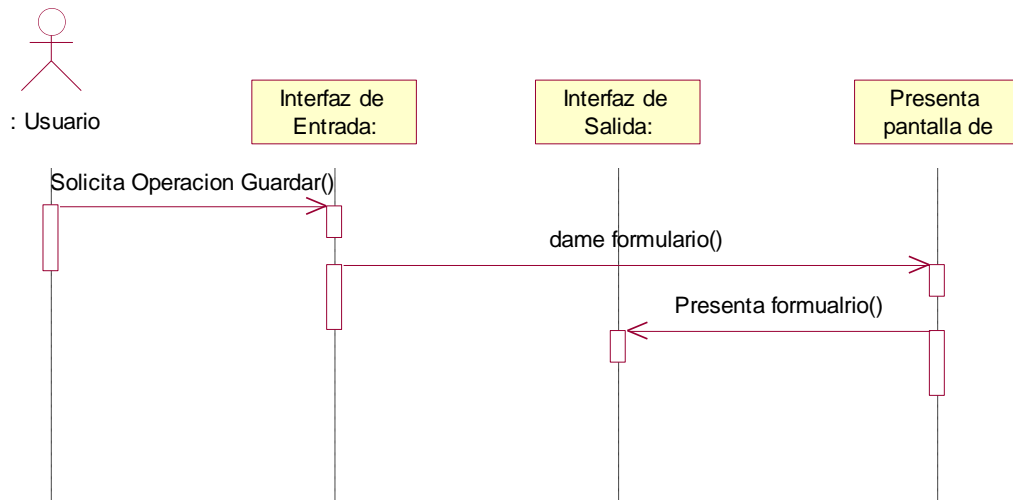 : Usuario
Interfaz de
Entrada:
Interfaz de
Salida:
Presenta
pantalla de
Solicita Operacion Guardar()
dame formulario()
Presenta formualrio()